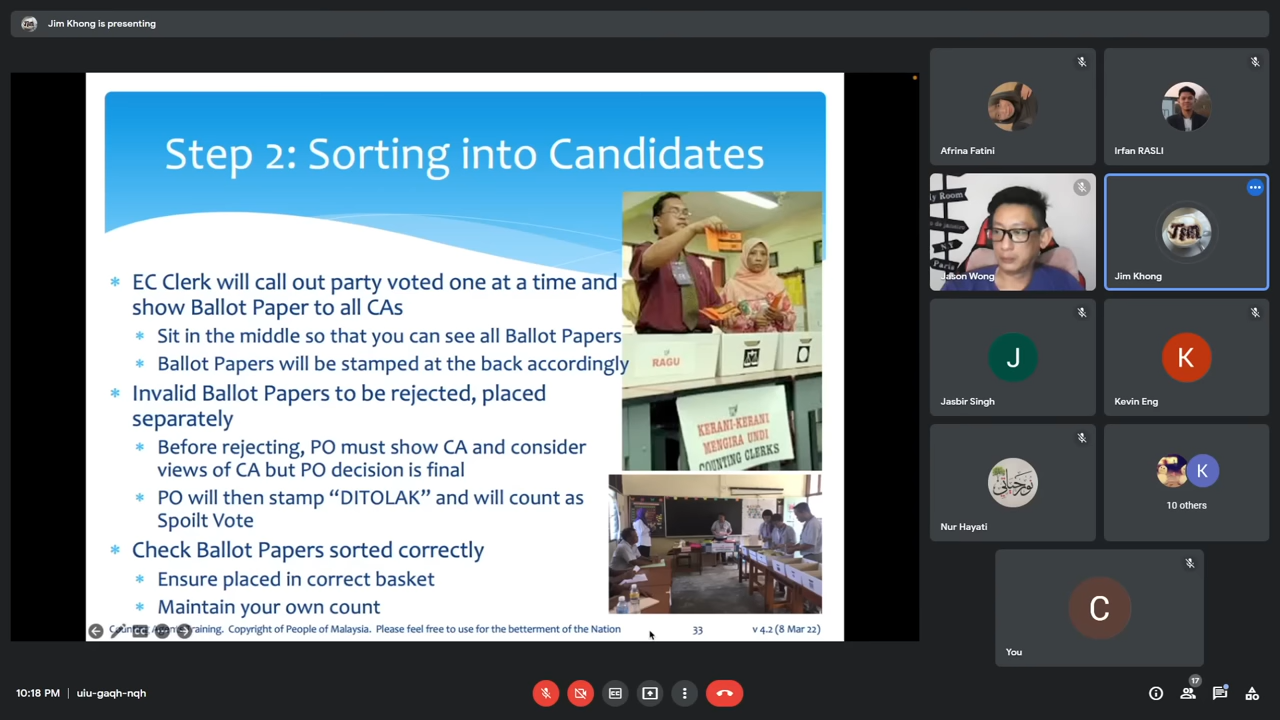 Jim Khong is presenting
Step 2: Sorting into Candidates
* EC Clerk will call out party voted one at a time and
show Ballot Paper to all CAs
* Sit in the middle so that you can see all Ballot Papers
* Ballot Papers will be stamped at the back accordingly
* Invalid Ballot Papers to be rejected, placed
separately
* Before rejecting, PO must show CA and consider
views of CA but PO decision is final
* PO will then stamp “DITOLAK” and will count as
Spoilt Vote
* Check Ballot Papers sorted correctly
* Ensure placed in correct basket
* Maintain your own count
RAGU
KERANI-KERANI
MENGIRA UNDI
COUNTING CLERKS
Training. Copyright of People of Malaysia. Please feel free to use for the betterment of the Nation
33
v 4.2 (8 Mar 22)
Afrina Fatini
Irfan RASLI
Jason Wong
Jim Khong
J
Jasbir Singh
K
Kevin Eng
Nur Hayati
K
10 others
C
You
10:18 PM | uiu-gaqh-nqh
17